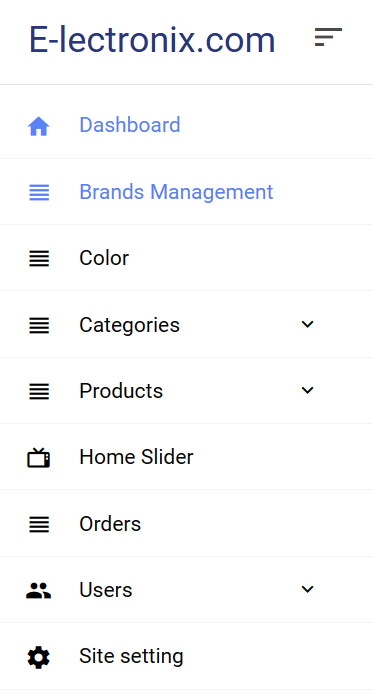 E-lectronix.com
Dashboard
Brands Management
Color
Categories
Products
Home Slider
Orders
Users
Site setting